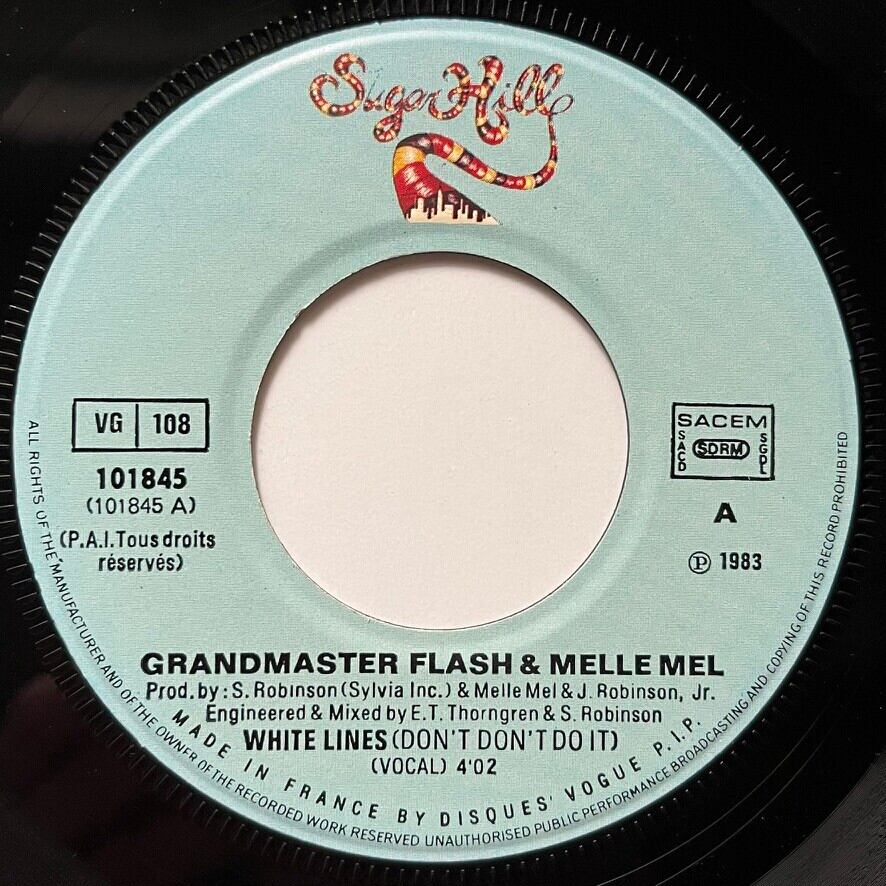 Sugar Hill
VG 108
101845
(101845 A)
(P.A.I.Tous droits
réservés)
SACEM
SACD
SDRM
SGDL
A
℗ 1983
GRANDMASTER FLASH & MELLE MEL
Prod. by: S. Robinson (Sylvia Inc.) & Melle Mel & J. Robinson, Jr.
Engineered & Mixed by E.T. Thorngren & S. Robinson
WHITE LINES (DON'T DON'T DO IT)
(VOCAL) 4'02
MADE IN FRANCE BY DISQUES' VOGUE P.I.P.
ALL RIGHTS OF THE MANUFACTURER AND OF THE OWNER OF THE RECORDED WORK RESERVED UNAUTHORISED PUBLIC PERFORMANCE BROADCASTING AND COPYING OF THIS RECORD PROHIBITED